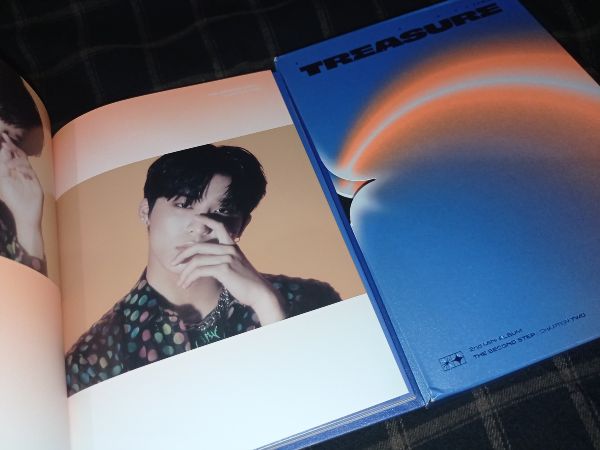 TREASURE
2ND MINI ALBUM
THE SECOND STEP : CHAPTER TWO